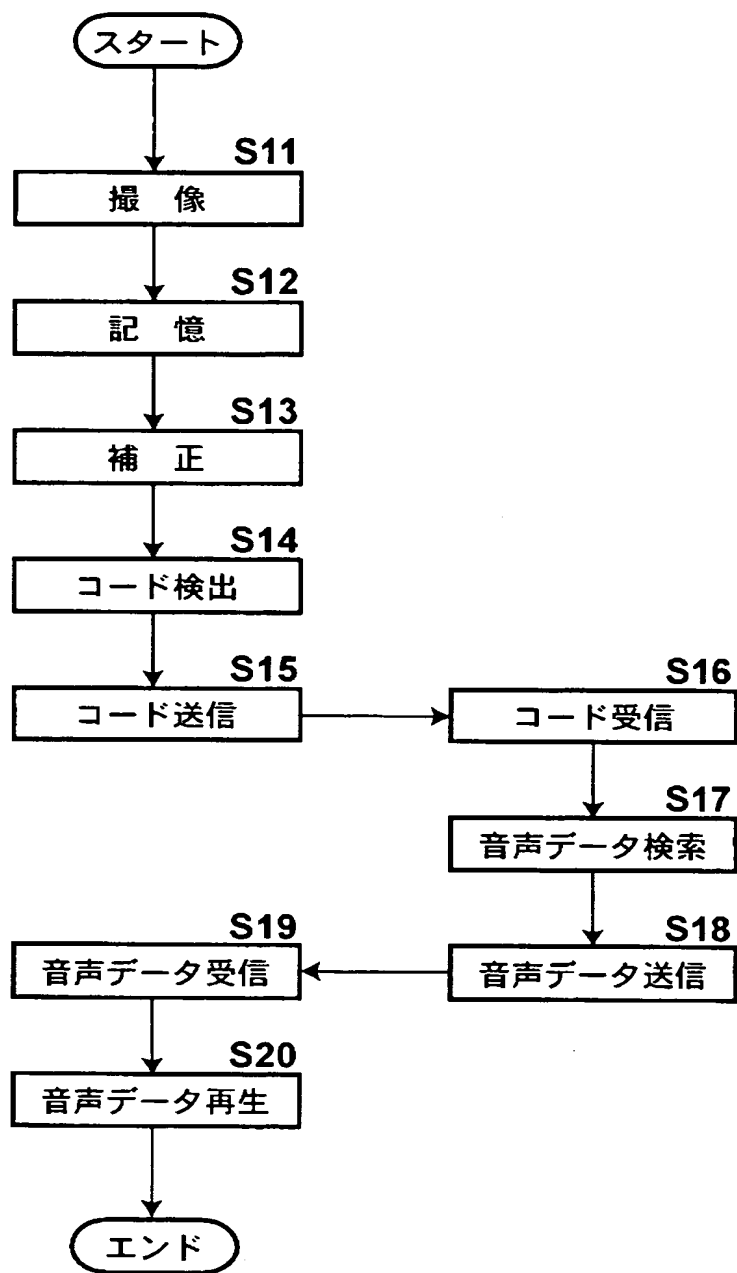 スタート
S11
撮 像
S12
記 憶
S13
補 正
S14
コード検出
S15
コード送信
S16
コード受信
S17
音声データ検索
S18
音声データ送信
S19
音声データ受信
S20
音声データ再生
エンド